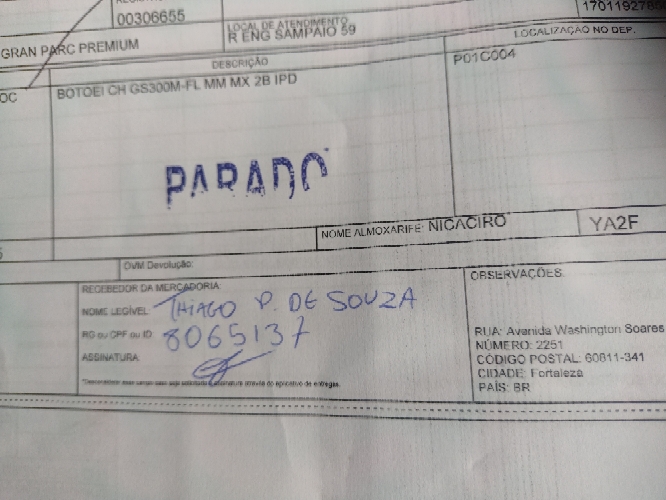 00306655
17011927800
LOCAL DE ATENDIMENTO
R ENG SAMPAIO 59
GRAN PARC PREMIUM
DESCRIÇÃO
LOCALIZAÇÃO NO DEP.
OC
BOTOEI CH GS300M-FL MM MX 2B IPD
P01C004
PARADO
NOME ALMOXARIFE: NICACIRO
YA2F
OVM Devolução:
RECEBEDOR DA MERCADORIA
OBSERVAÇÕES
NOME LEGÍVEL: THIAGO P. DE SOUZA
RG ou CPF ou ID: 8065137
ASSINATURA
RUA: Avenida Washington Soares
NÚMERO: 2251
CÓDIGO POSTAL: 60811-341
CIDADE: Fortaleza
PAÍS: BR